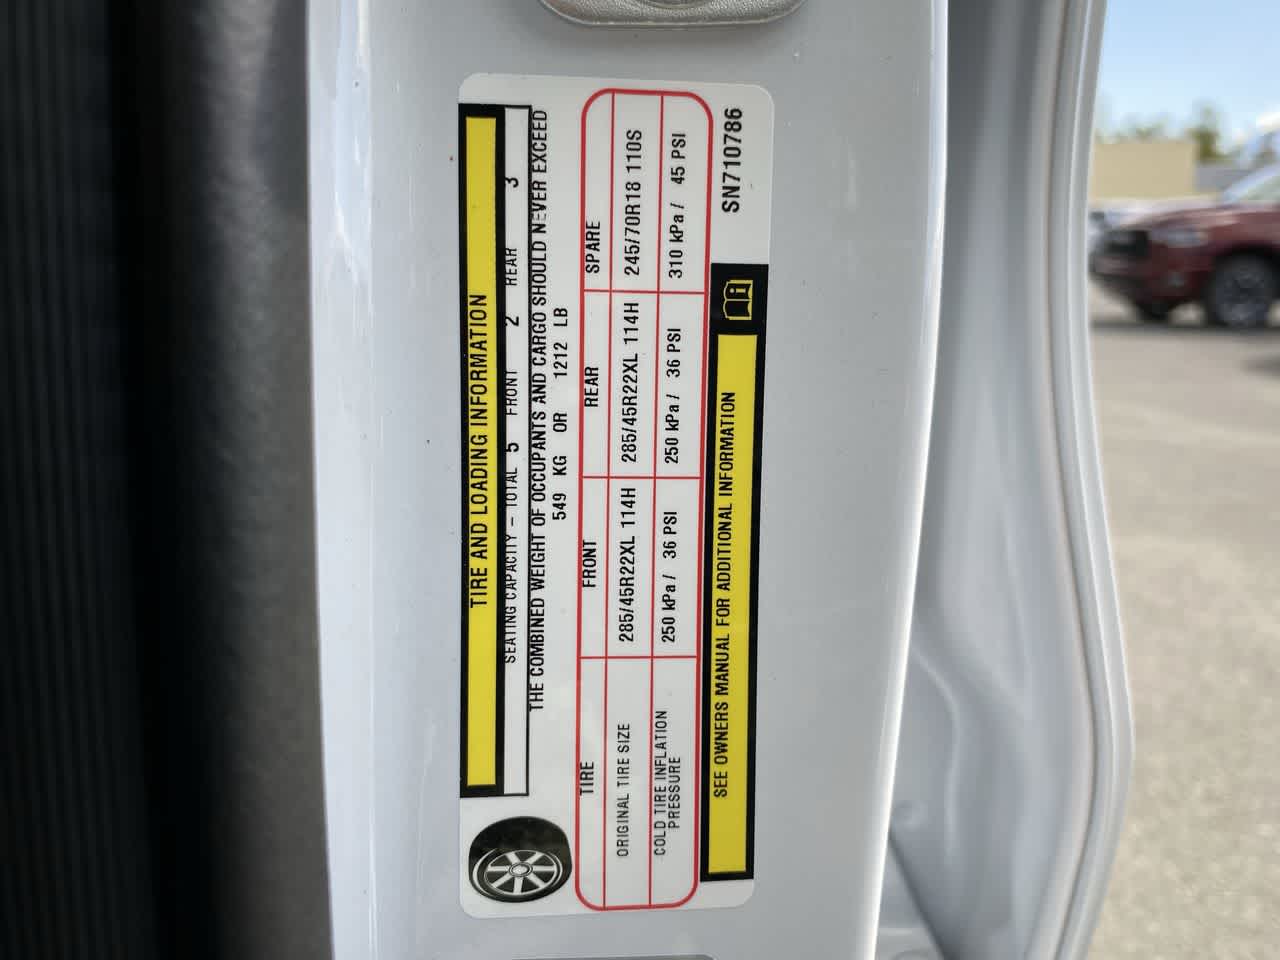 TIRE AND LOADING INFORMATION
SEATING CAPACITY – TOTAL 5 FRONT 2 REAR 3
THE COMBINED WEIGHT OF OCCUPANTS AND CARGO SHOULD NEVER EXCEED
549 KG OR 1212 LB
TIRE FRONT REAR SPARE
ORIGINAL TIRE SIZE 285/45R22XL 114H 285/45R22XL 114H 245/70R18 110S
COLD TIRE INFLATION
PRESSURE 250 kPa / 36 PSI 250 kPa / 36 PSI 310 kPa / 45 PSI
SEE OWNERS MANUAL FOR ADDITIONAL INFORMATION
SN710786